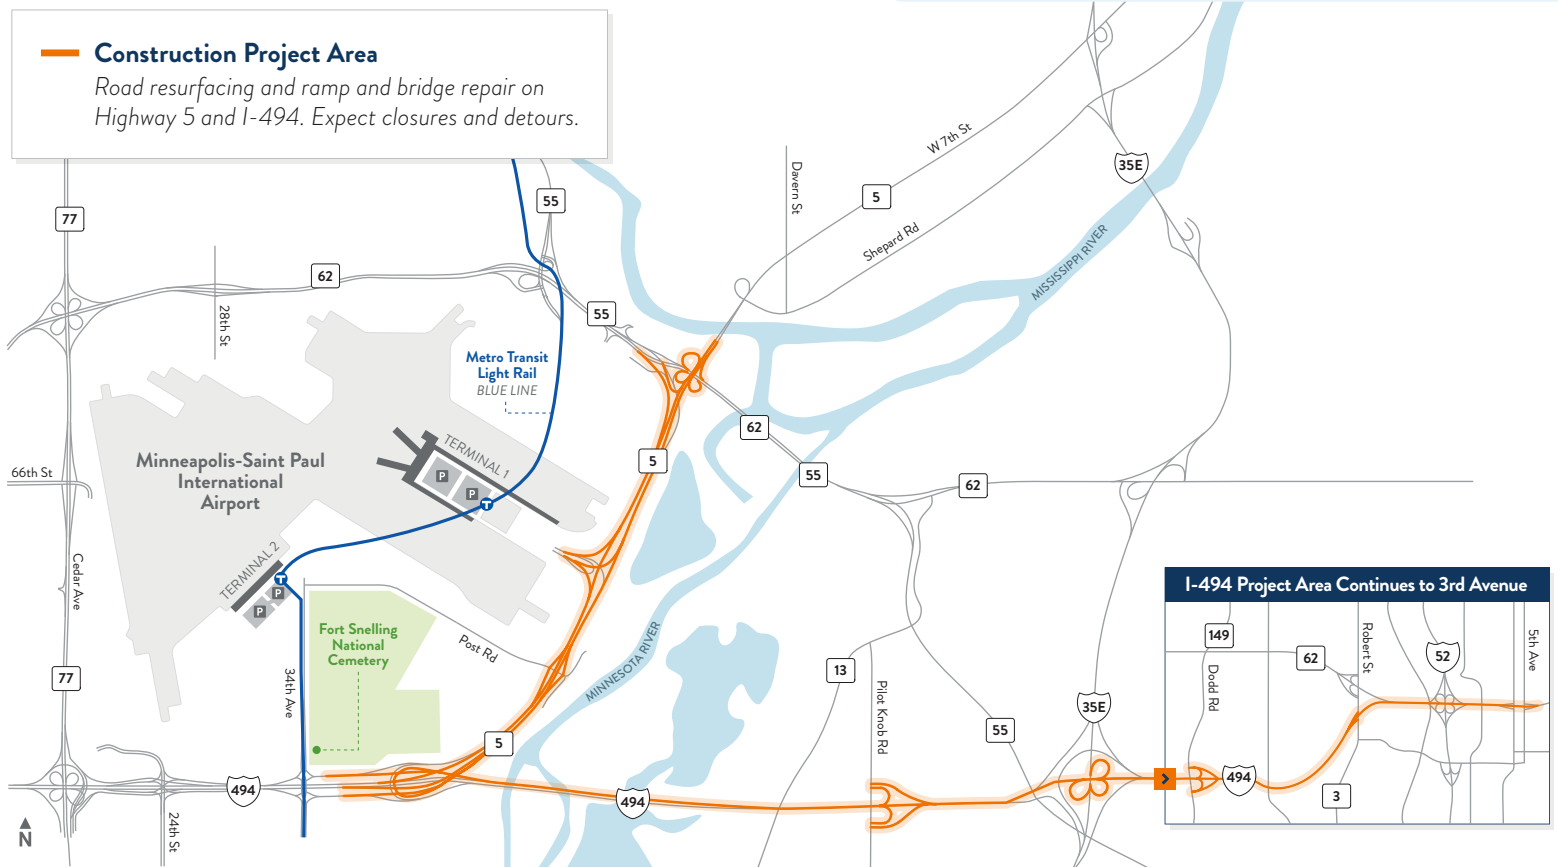 Construction Project Area
Road resurfacing and ramp and bridge repair on
Highway 5 and I-494. Expect closures and detours.
W 7th St
35E
Davern St
5
55
77
Shepard Rd
MISSISSIPPI RIVER
62
28th St
55
Metro Transit
Light Rail
BLUE LINE
62
TERMINAL 1
Minneapolis-Saint Paul
International
Airport
5
66th St
P
P
T
55
62
TERMINAL 2
T
P
P
Cedar Ave
I-494 Project Area Continues to 3rd Avenue
149
62
Robert St
52
5th Ave
Dodd Rd
494
3
Fort Snelling
National
Cemetery
Post Rd
MINNESOTA RIVER
13
Pilot Knob Rd
77
34th Ave
35E
55
5
494
494
24th St
N